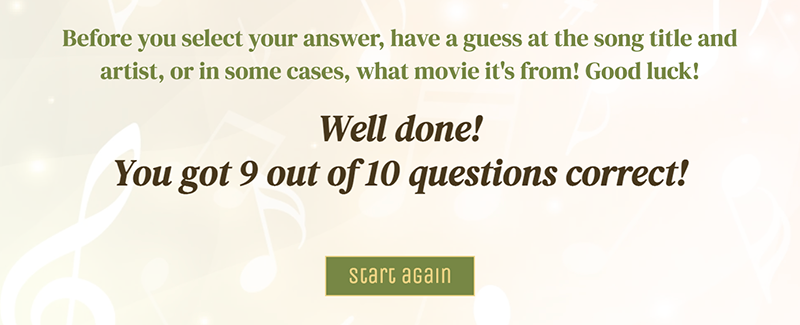 Before you select your answer, have a guess at the song title and
artist, or in some cases, what movie it's from! Good luck!
Well done!
You got 9 out of 10 questions correct!
start again